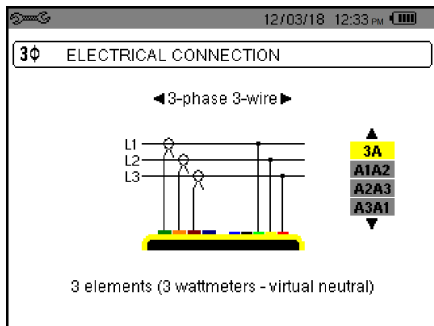 12/03/18 12:33 PM
3Φ ELECTRICAL CONNECTION
◄3-phase 3-wire►
L1
L2
L3
3A
A1A2
A2A3
A3A1
3 elements (3 wattmeters - virtual neutral)